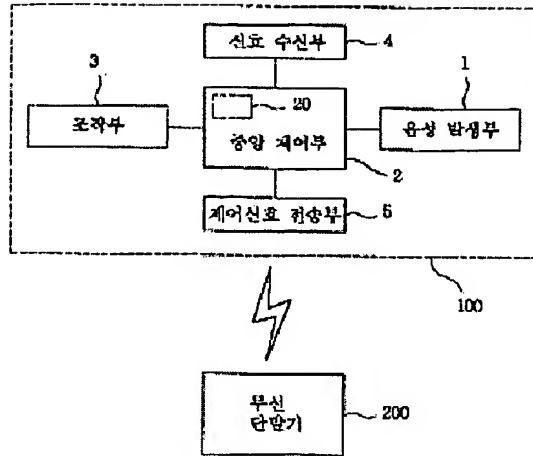 신호 수신부
4
3
1
20
조작부
중앙 제어부
음성 발생부
2
제어신호 전송부
5
100
무선
단말기
200